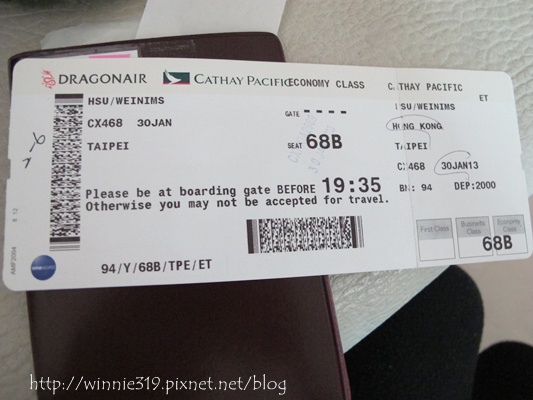 DRAGONAIR CATHAY PACIFIC ECONOMY CLASS
HSU/WEINIMS
CX468 30JAN
TAIPEI
GATE ----
SEAT 68B
Please be at boarding gate BEFORE 19:35
Otherwise you may not be accepted for travel.
94/Y/68B/TPE/ET
oneworld
AMF2004
CATHAY PACIFIC
ET
HSU/WEINIMS
HONG KONG
TAIPEI
CX468 30JAN13
BN: 94 DEP:2000
First Class
Business Class
Economy Class
68B
http://winnie319.pixnet.net/blog